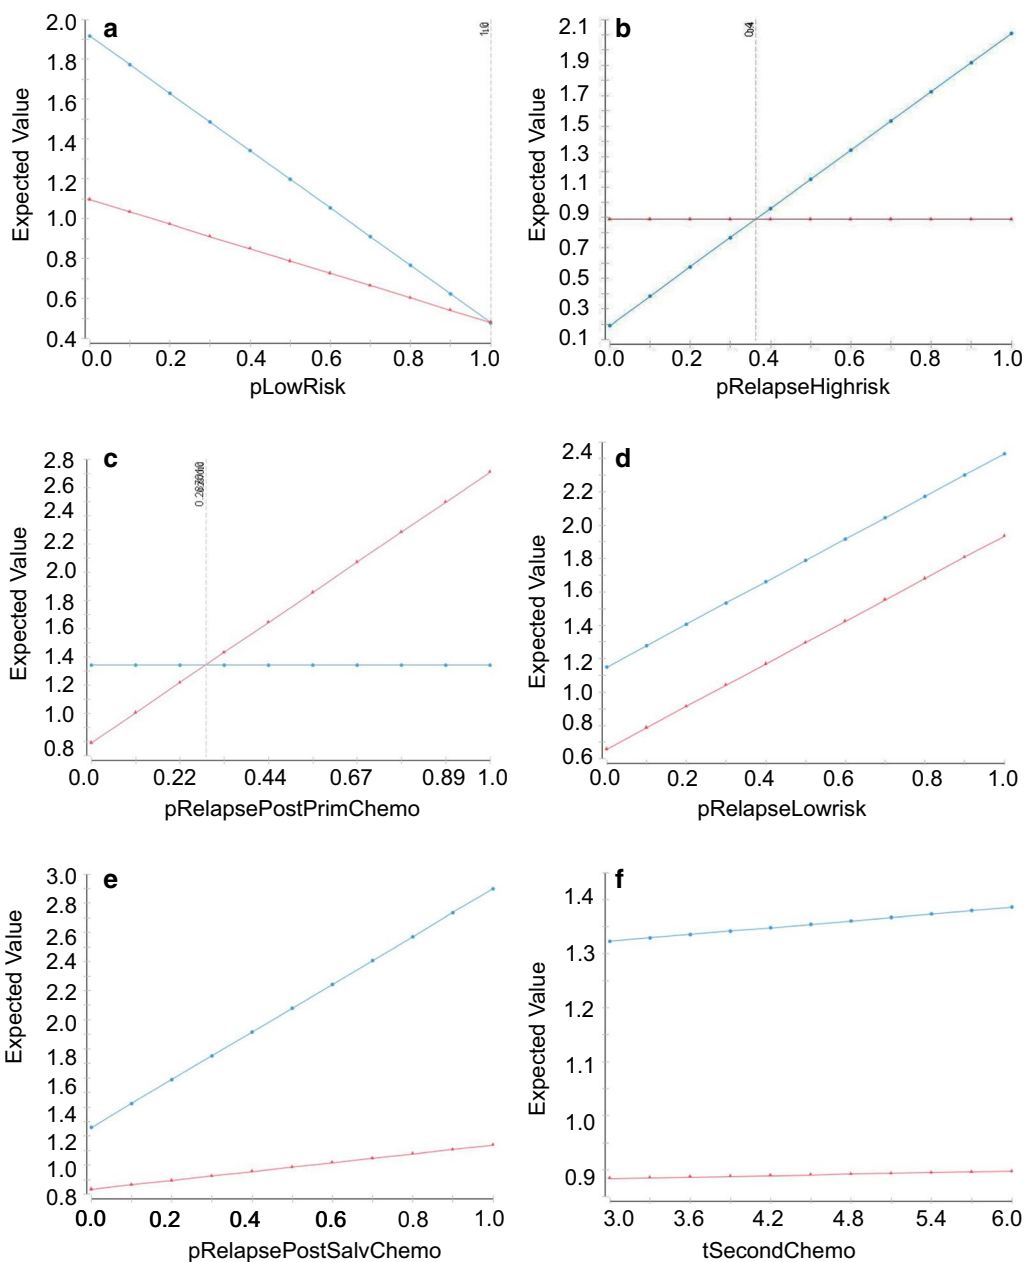 a
2.0
1.8
1.6
1.4
1.2
1.0
0.8
0.6
0.4
Expected Value
0.0 0.2 0.4 0.6 0.8 1.0
pLowRisk
b
2.1
1.9
1.7
1.5
1.3
1.1
0.9
0.7
0.5
0.3
0.1
Expected Value
0.0 0.2 0.4 0.6 0.8 1.0
pRelapseHighrisk
c
2.8
2.6
2.4
2.2
2.0
1.8
1.6
1.4
1.2
1.0
0.8
Expected Value
0.0 0.22 0.44 0.67 0.89 1.0
pRelapsePostPrimChemo
d
2.4
2.2
2.0
1.8
1.6
1.4
1.2
1.0
0.8
0.6
Expected Value
0.0 0.2 0.4 0.6 0.8 1.0
pRelapseLowrisk
e
3.0
2.8
2.6
2.4
2.2
2.0
1.8
1.6
1.4
1.2
1.0
0.8
Expected Value
0.0 0.2 0.4 0.6 0.8 1.0
pRelapsePostSalvChemo
f
1.4
1.3
1.2
1.1
1.0
0.9
Expected Value
3.0 3.6 4.2 4.8 5.4 6.0
tSecondChemo